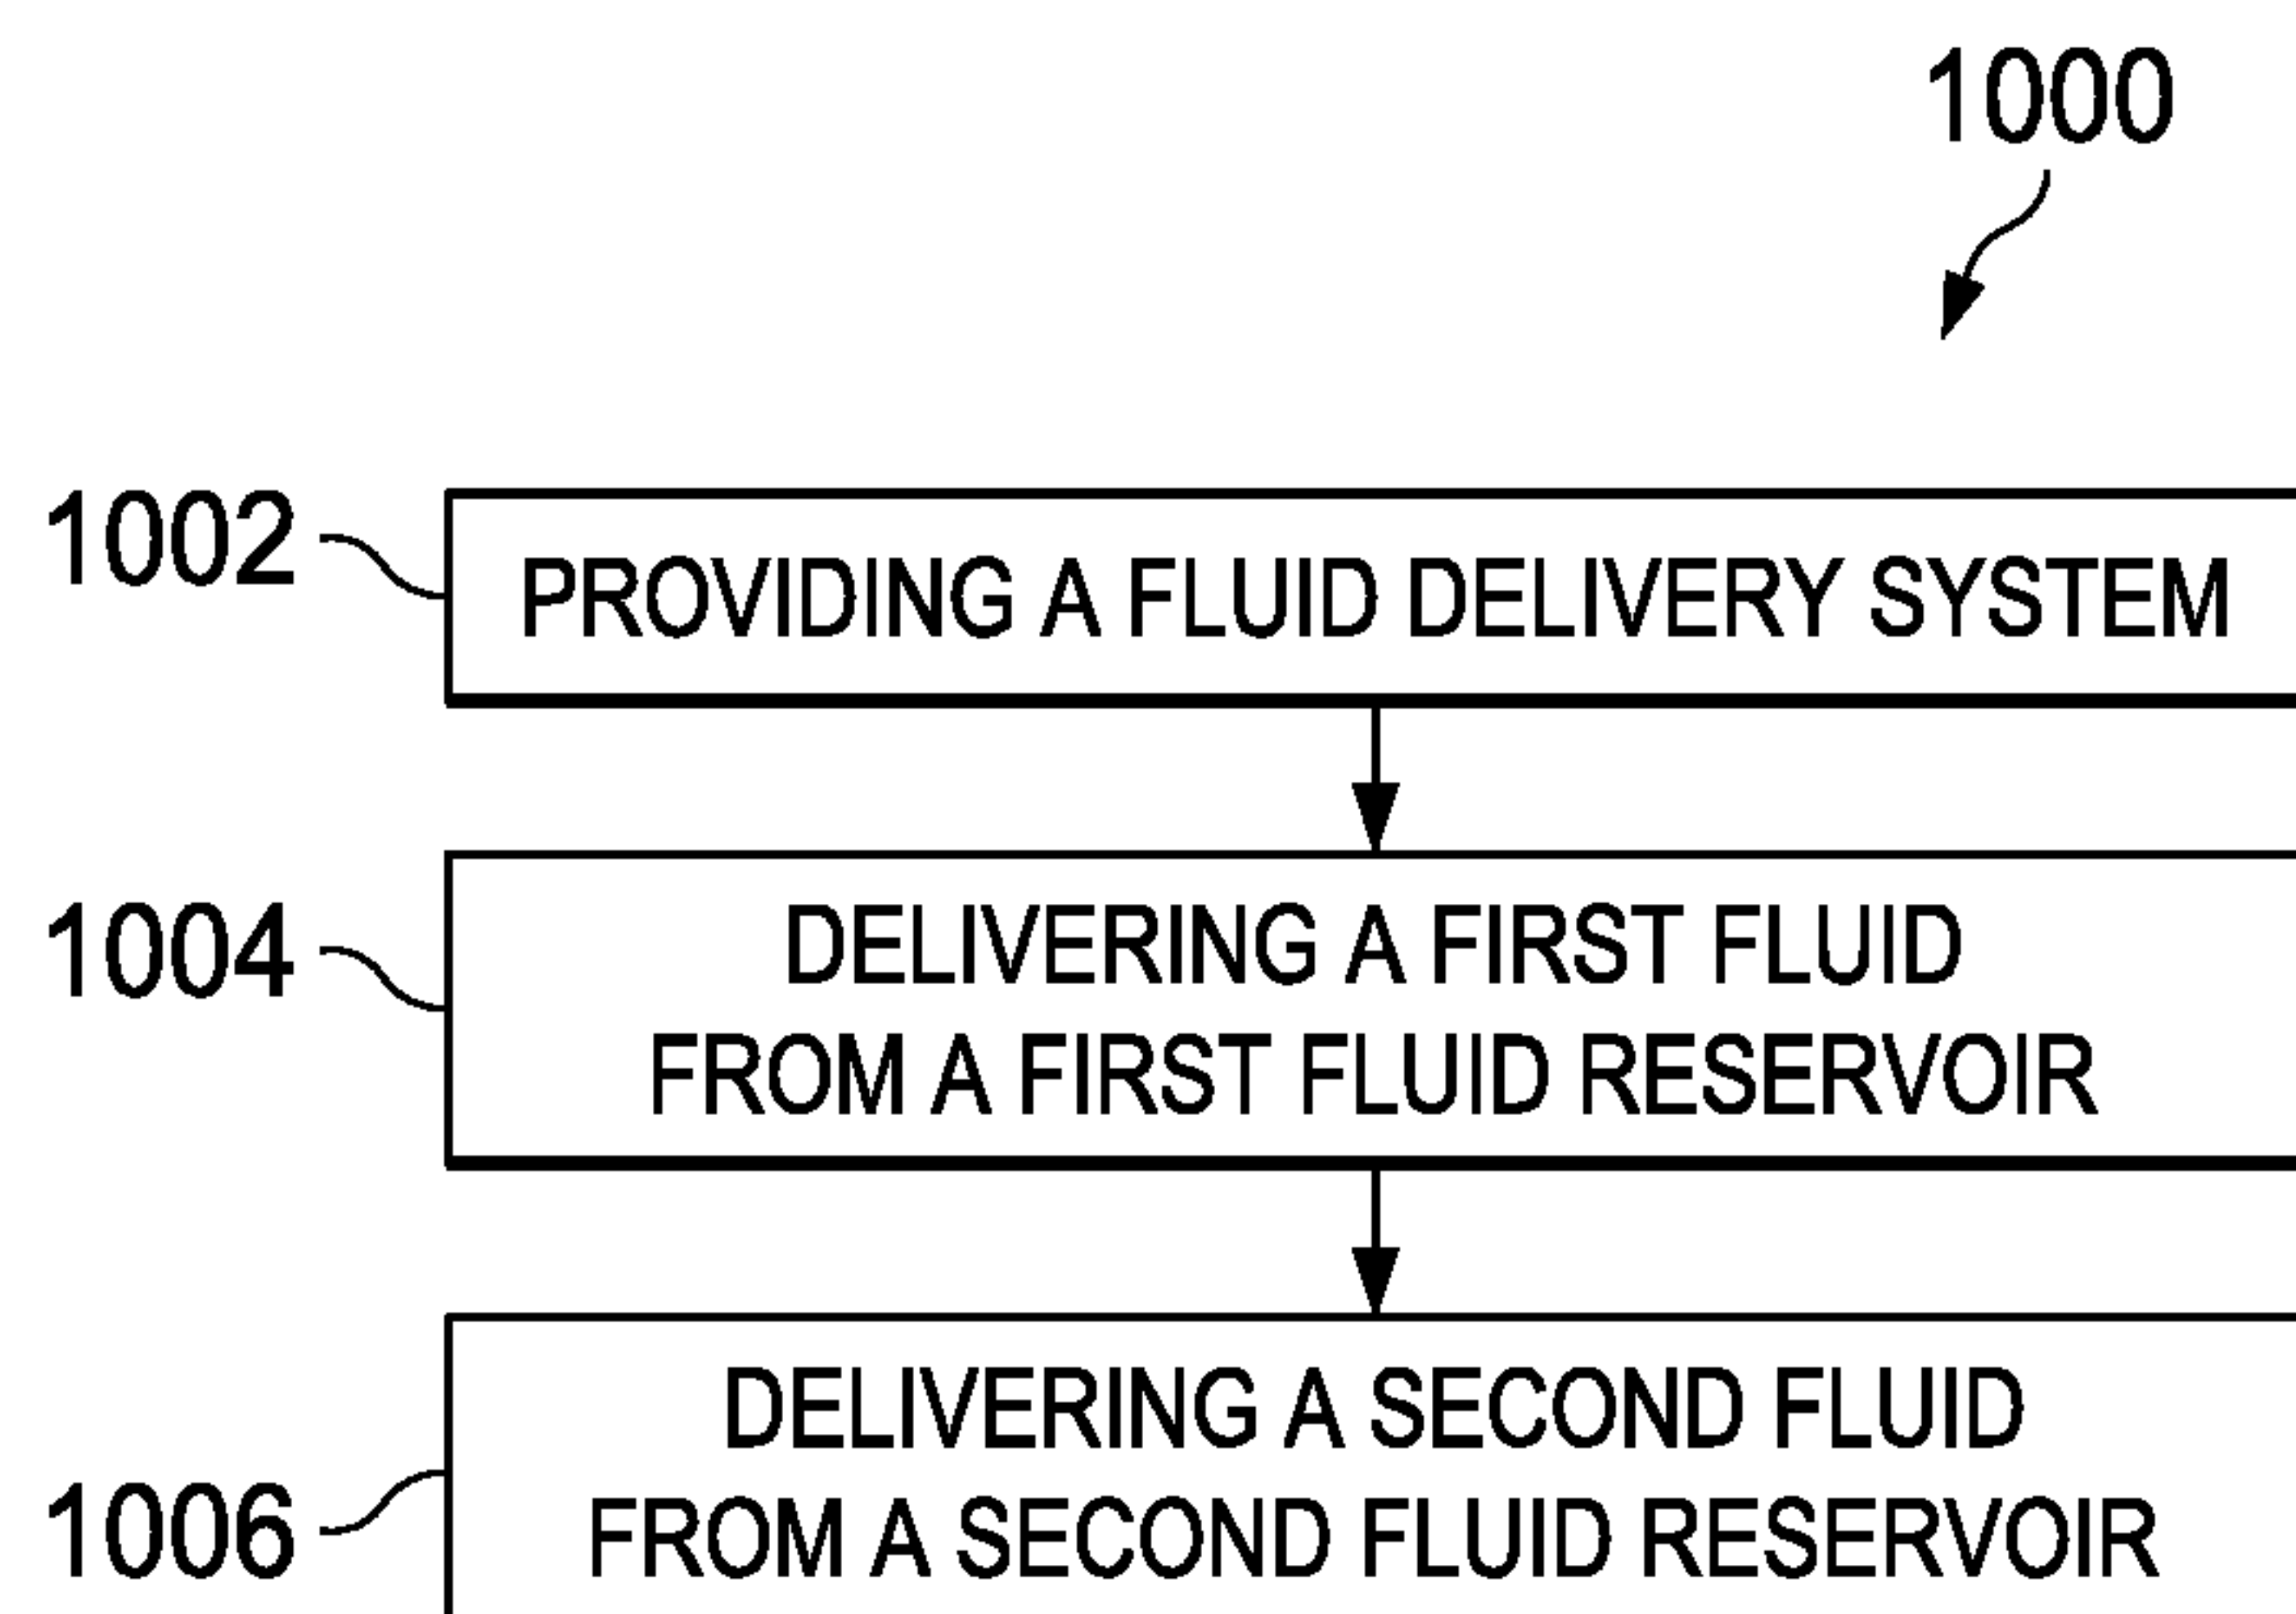 1000
1002
PROVIDING A FLUID DELIVERY SYSTEM
1004
DELIVERING A FIRST FLUID
FROM A FIRST FLUID RESERVOIR
1006
DELIVERING A SECOND FLUID
FROM A SECOND FLUID RESERVOIR